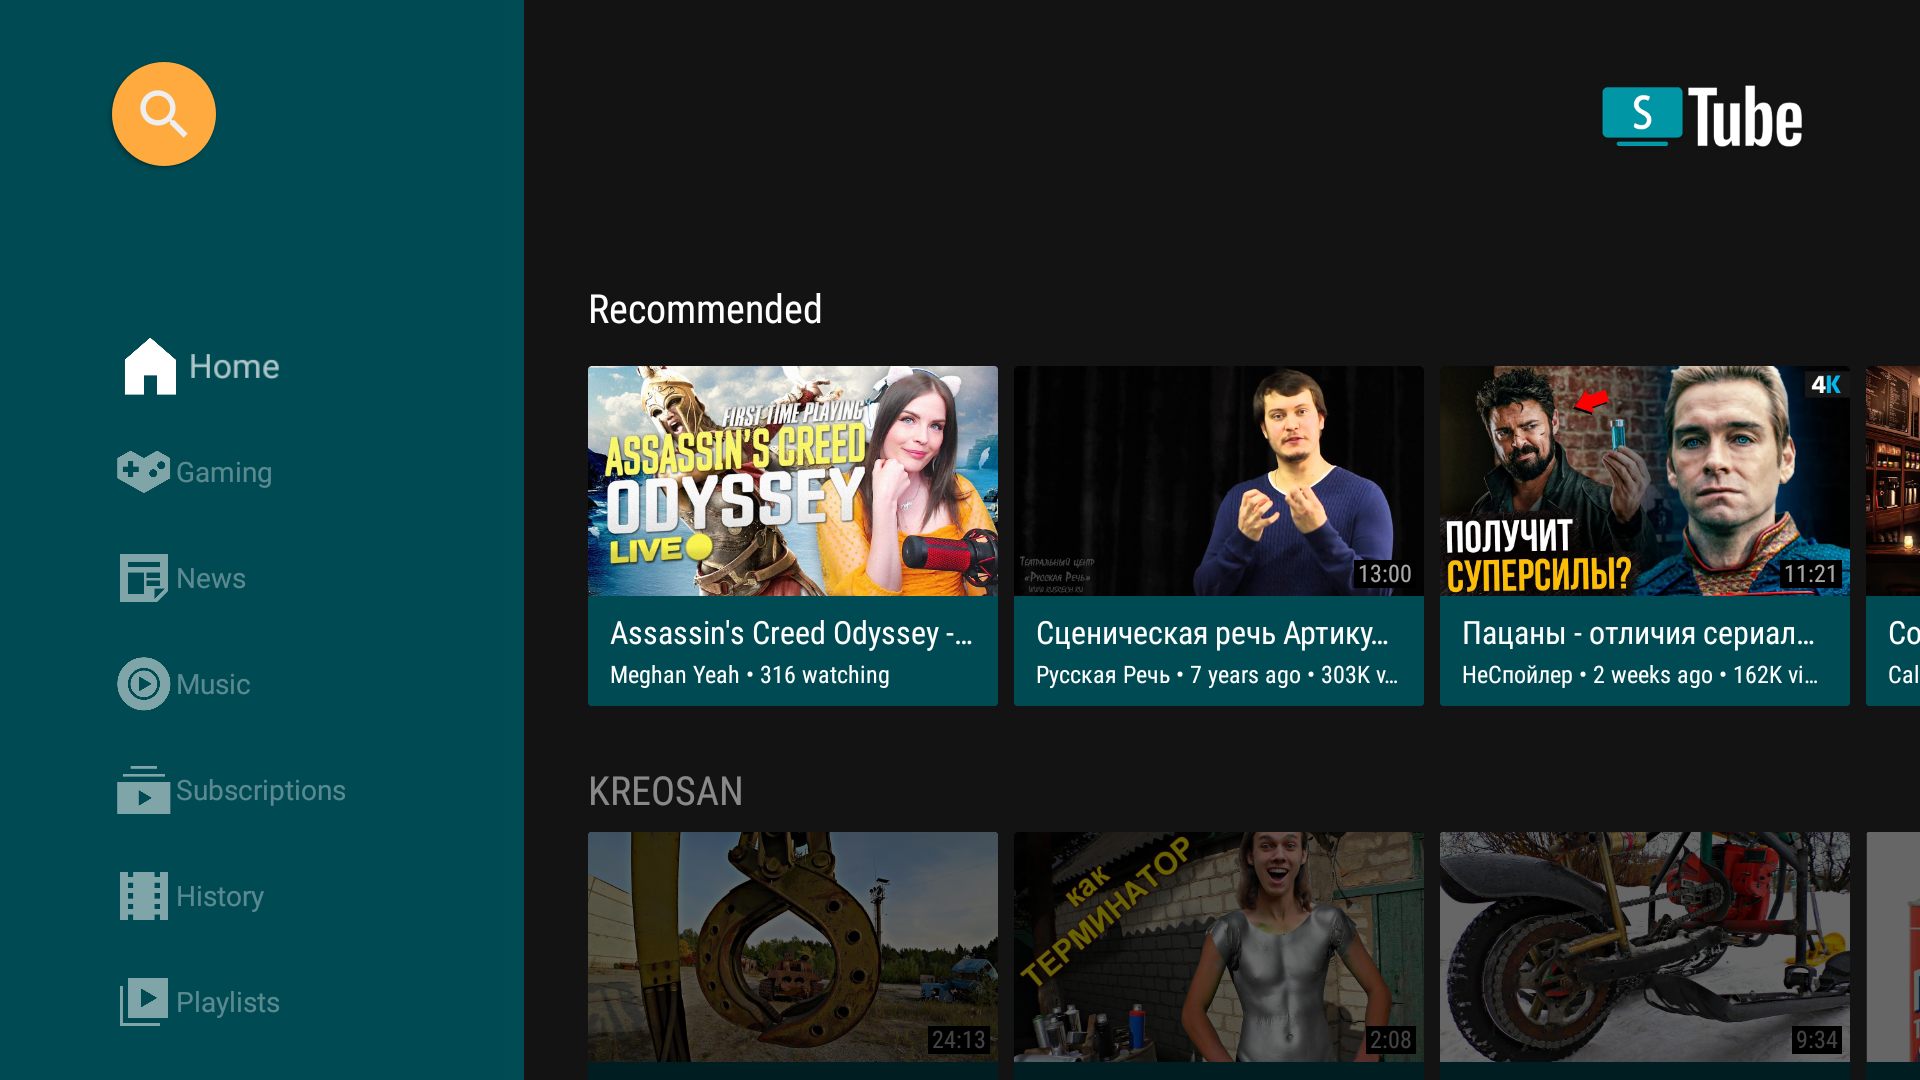 S Tube
Home
Gaming
News
Music
Subscriptions
History
Playlists
Recommended
FIRST TIME PLAYING
ASSASSIN'S CREED
ODYSSEY
LIVE
Assassin's Creed Odyssey -...
Meghan Yeah • 316 watching
Театральный центр
«Русская Речь»
www.rusrech.ru
13:00
Сценическая речь Артику...
Русская Речь • 7 years ago • 303K v...
4K
ПОЛУЧИТ
СУПЕРСИЛЫ?
11:21
Пацаны - отличия сериал...
НеСпойлер • 2 weeks ago • 162K vi...
Co
Cal
KREOSAN
24:13
как
ТЕРМИНАТОР
2:08
9:34